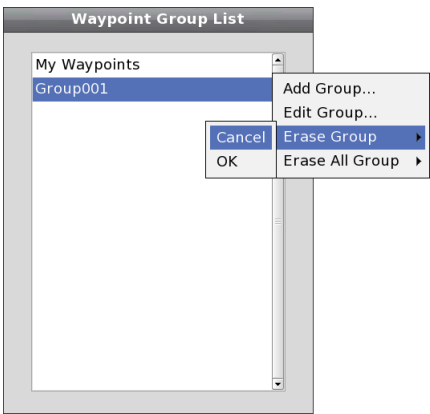 Waypoint Group List
My Waypoints
Group001
Add Group...
Edit Group...
Cancel
Erase Group
OK
Erase All Group